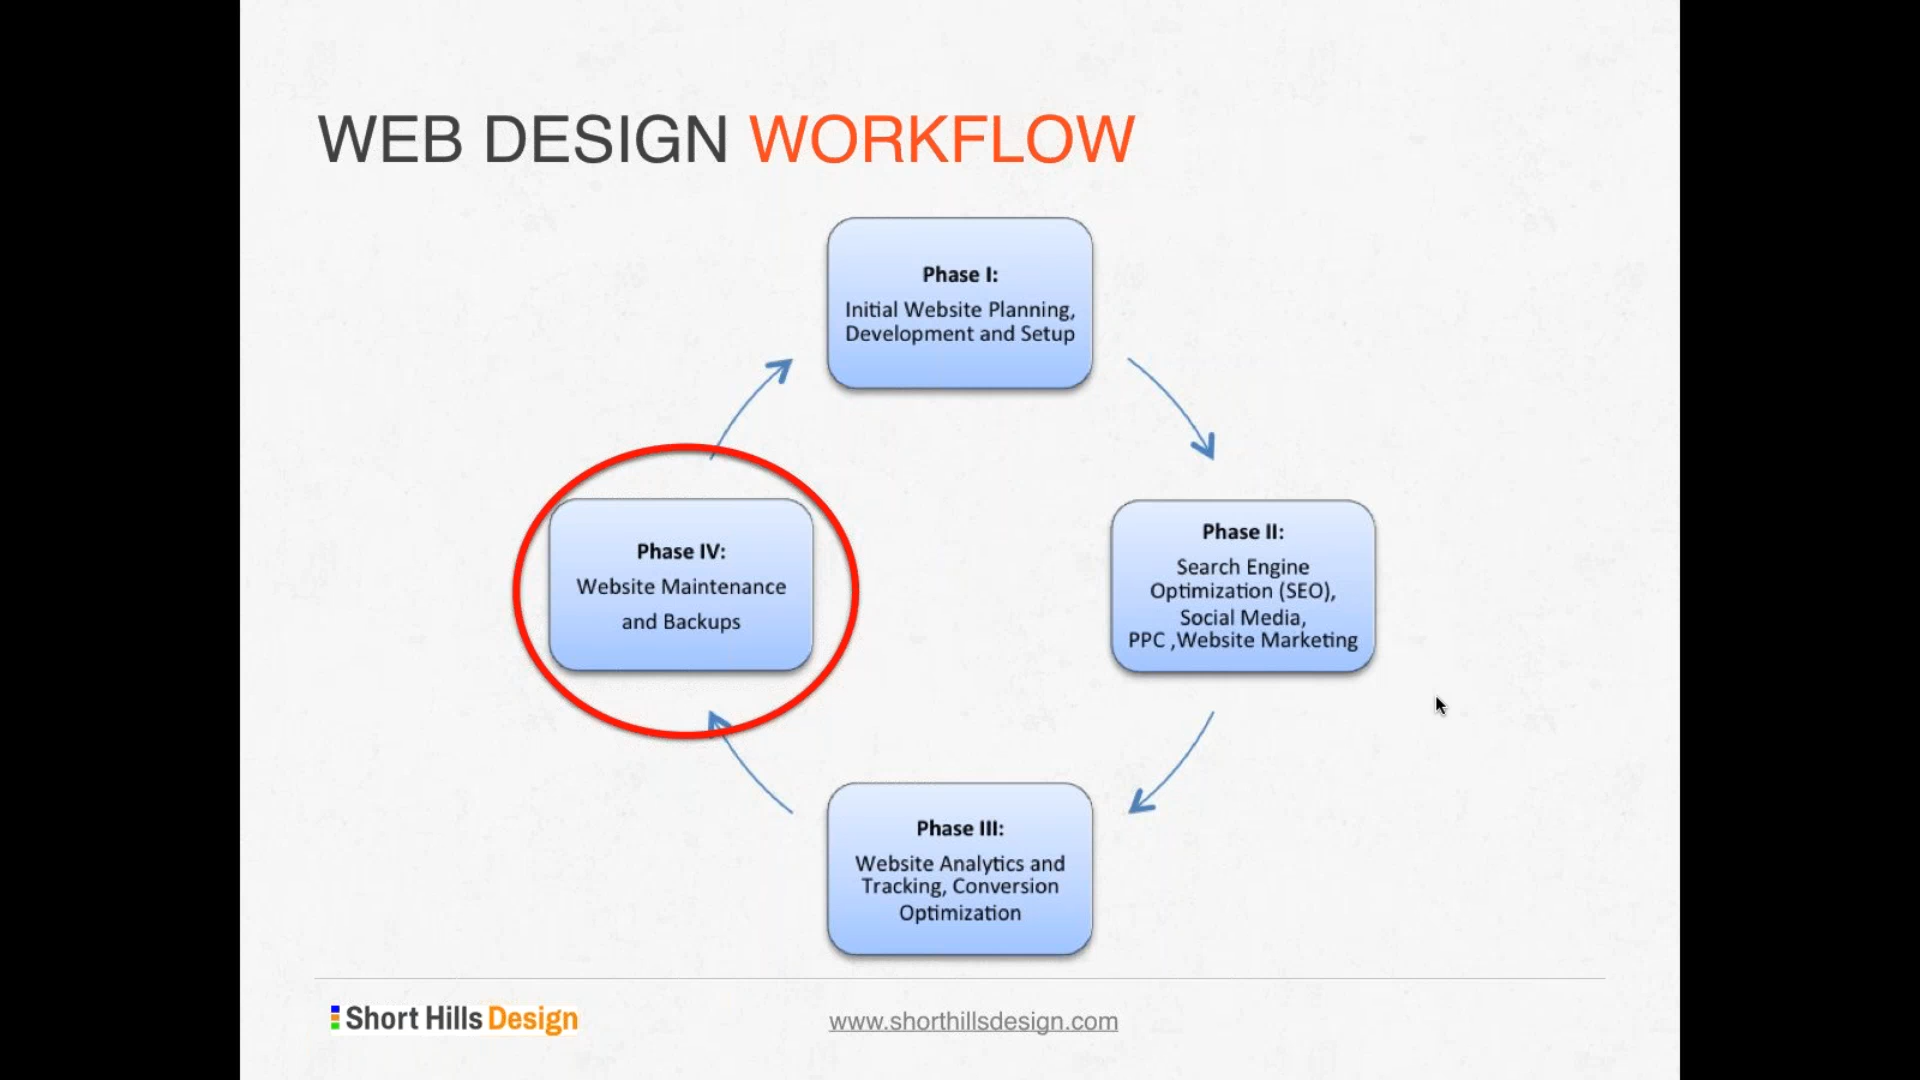 WEB DESIGN WORKFLOW
Phase I:
Initial Website Planning,
Development and Setup
Phase IV:
Website Maintenance
and Backups
Phase II:
Search Engine
Optimization (SEO),
Social Media,
PPC ,Website Marketing
Phase III:
Website Analytics and
Tracking, Conversion
Optimization
Short Hills Design
www.shorthillsdesign.com